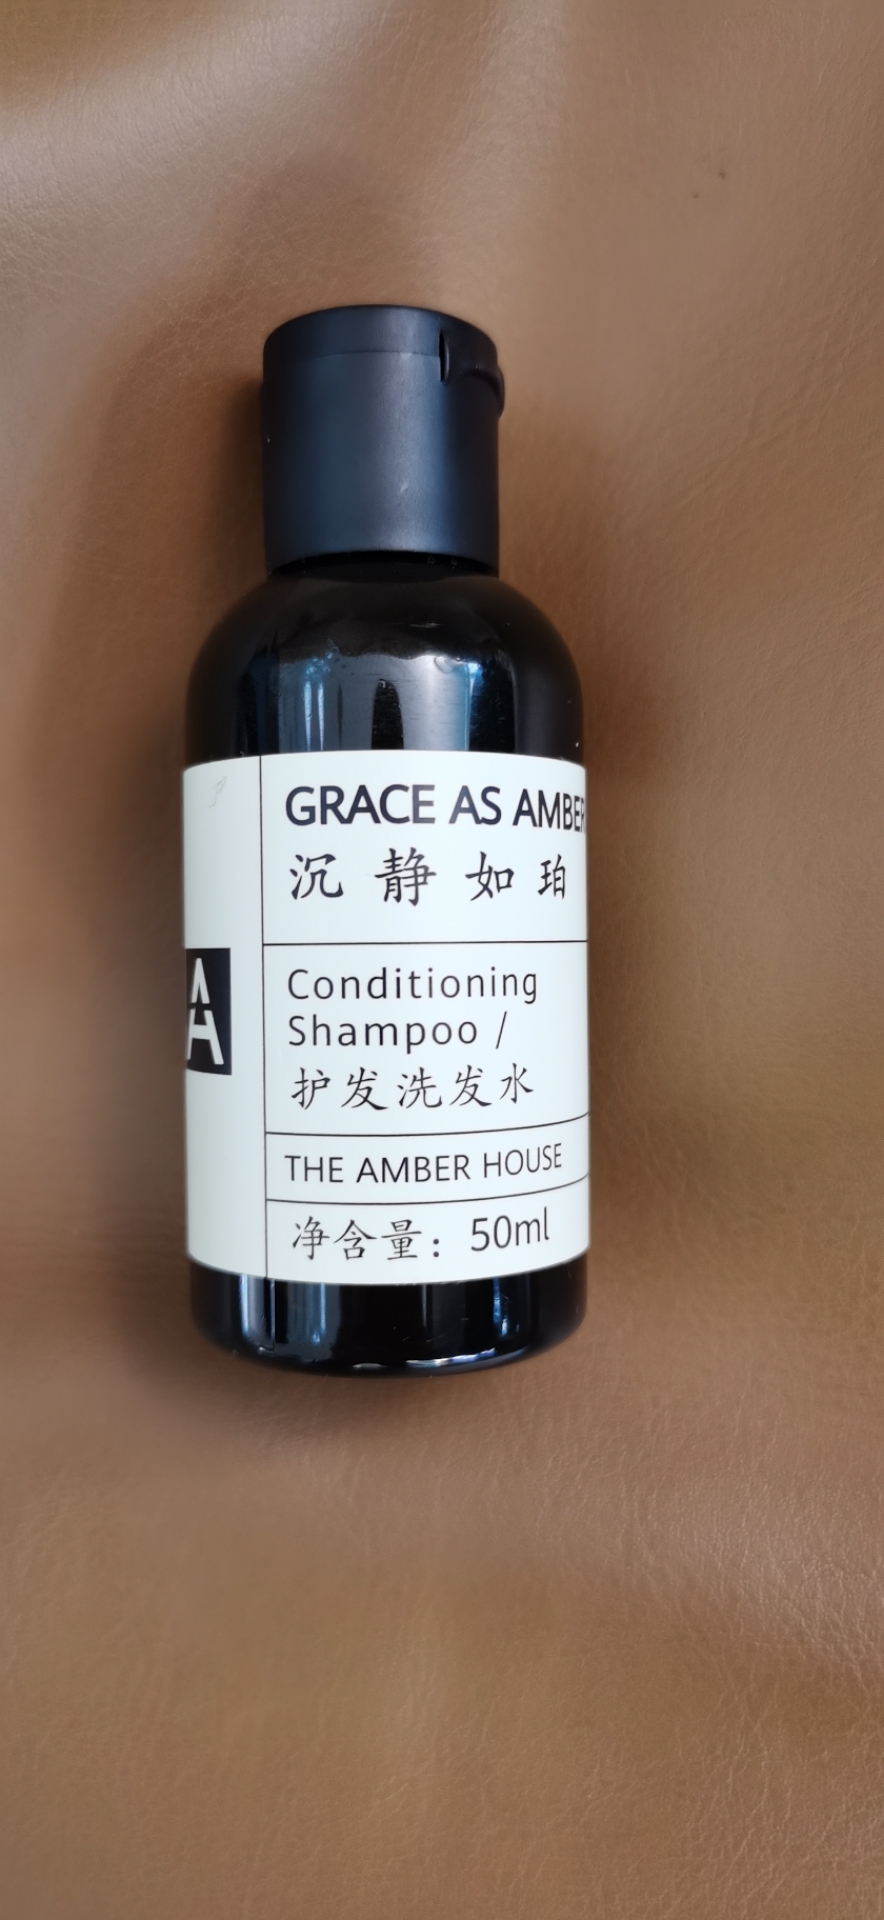 GRACE AS AMBER
沉静如珀
A
Conditioning
Shampoo /
护发洗发水
THE AMBER HOUSE
净含量：50ml